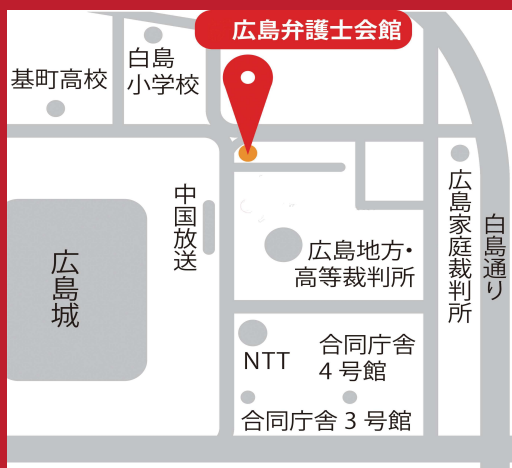 広島弁護士会館
白島
小学校
基町高校
中国放送
広島家庭裁判所
白島通り
広島城
広島地方・
高等裁判所
NTT
合同庁舎
4号館
合同庁舎3号館